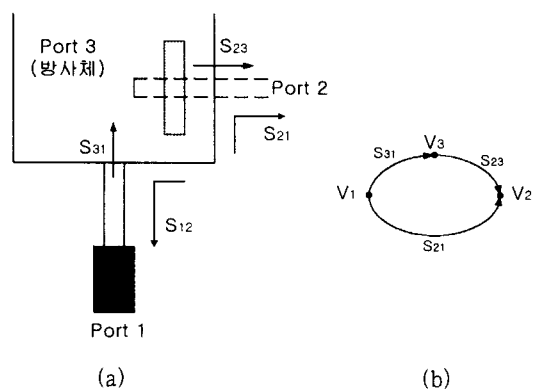 Port 3
(방사체)
S23
Port 2
S21
S31
S12
Port 1
(a)
S31
V3
S23
V1
V2
S21
(b)